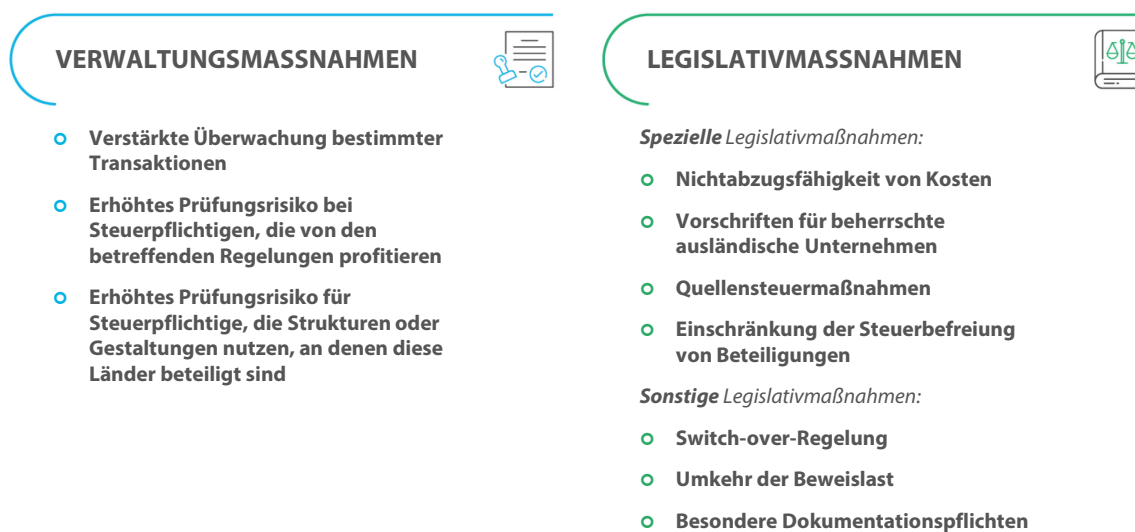 VERWALTUNGSMASSNAHMEN
Verstärkte Überwachung bestimmter
Transaktionen
Erhöhtes Prüfungsrisiko bei
Steuerpflichtigen, die von den
betreffenden Regelungen profitieren
Erhöhtes Prüfungsrisiko für
Steuerpflichtige, die Strukturen oder
Gestaltungen nutzen, an denen diese
Länder beteiligt sind
LEGISLATIVMASSNAHMEN
Spezielle Legislativmaßnahmen:
Nichtabzugsfähigkeit von Kosten
Vorschriften für beherrschte
ausländische Unternehmen
Quellensteuermaßnahmen
Einschränkung der Steuerbefreiung
von Beteiligungen
Sonstige Legislativmaßnahmen:
Switch-over-Regelung
Umkehr der Beweislast
Besondere Dokumentationspflichten